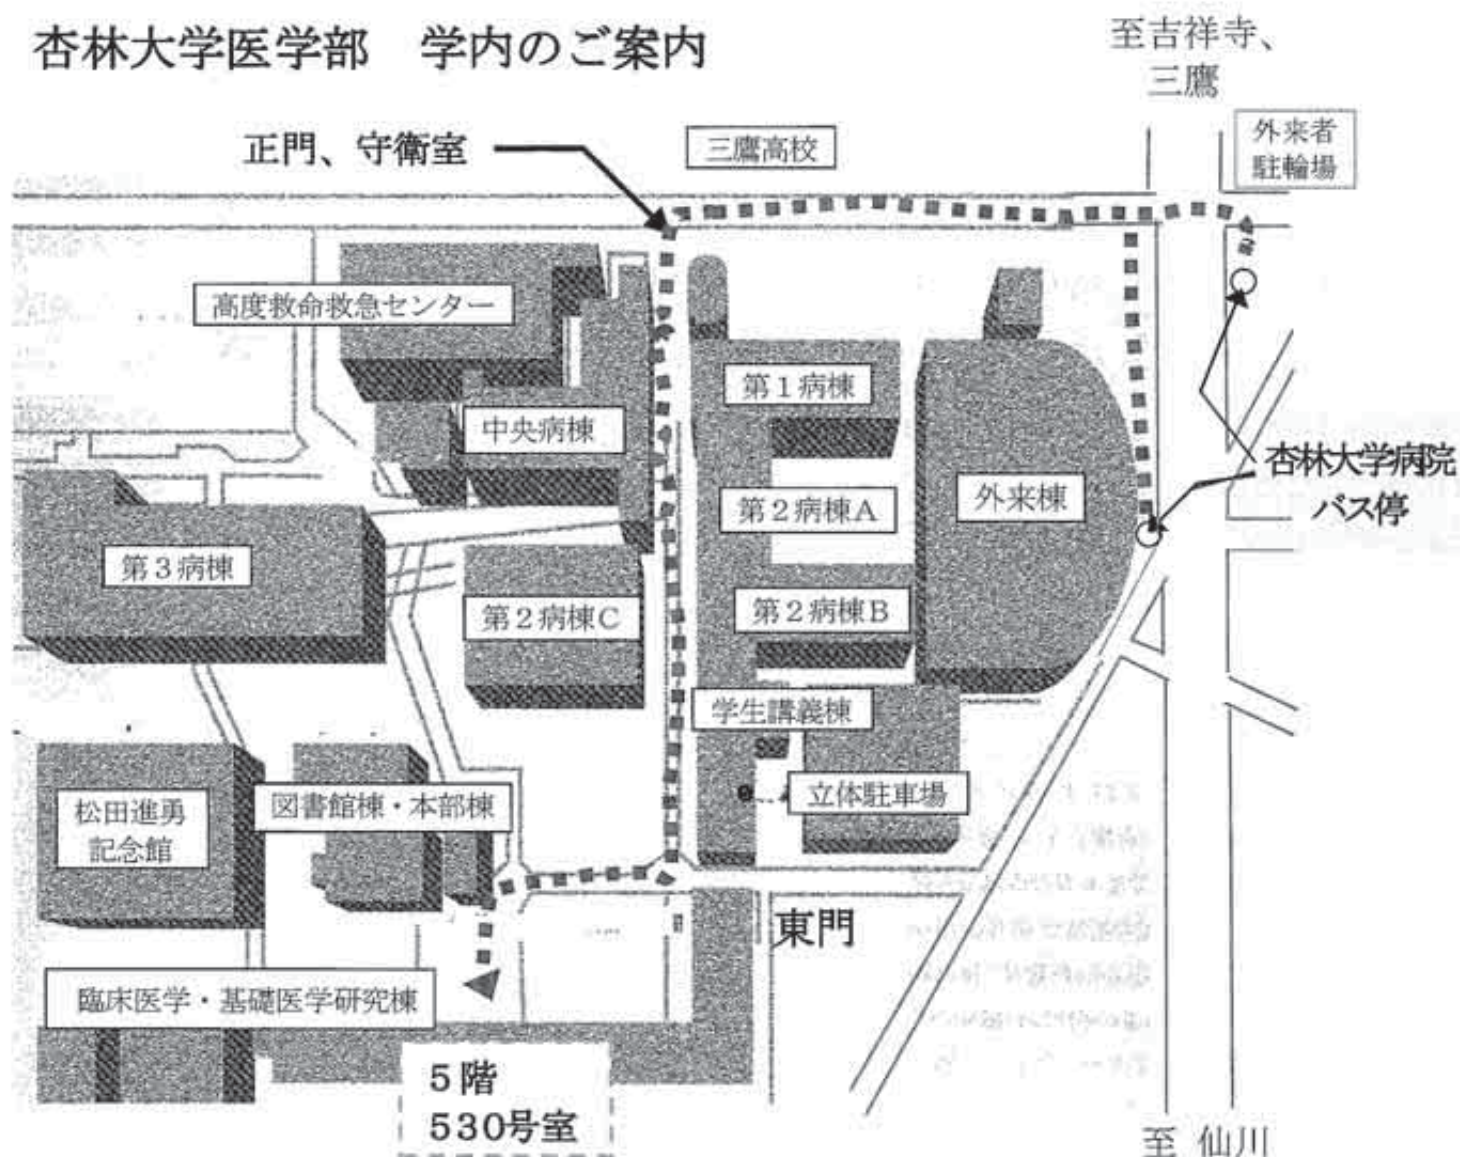 杏林大学医学部　学内のご案内
至吉祥寺、
三鷹
正門、守衛室
三鷹高校
外来者
駐輪場
高度救命救急センター
第1病棟
中央病棟
杏林大学病院
バス停
第2病棟A
外来棟
第3病棟
第2病棟B
第2病棟C
学生講義棟
松田進勇
記念館
図書館棟・本部棟
立体駐車場
東門
臨床医学・基礎医学研究棟
5階
530号室
至 仙川